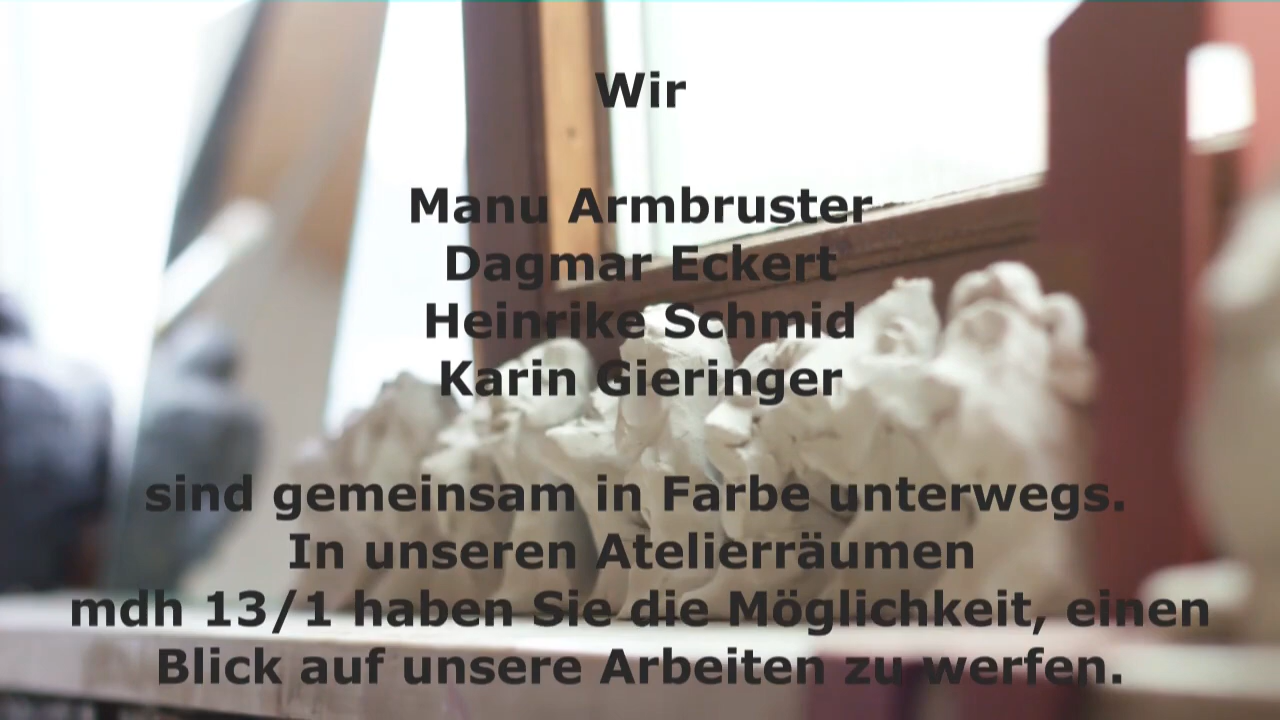 Wir
Manu Armbruster
Dagmar Eckert
Heinrike Schmid
Karin Gieringer
sind gemeinsam in Farbe unterwegs.
In unseren Atelierräumen
mdh 13/1 haben Sie die Möglichkeit, einen
Blick auf unsere Arbeiten zu werfen.